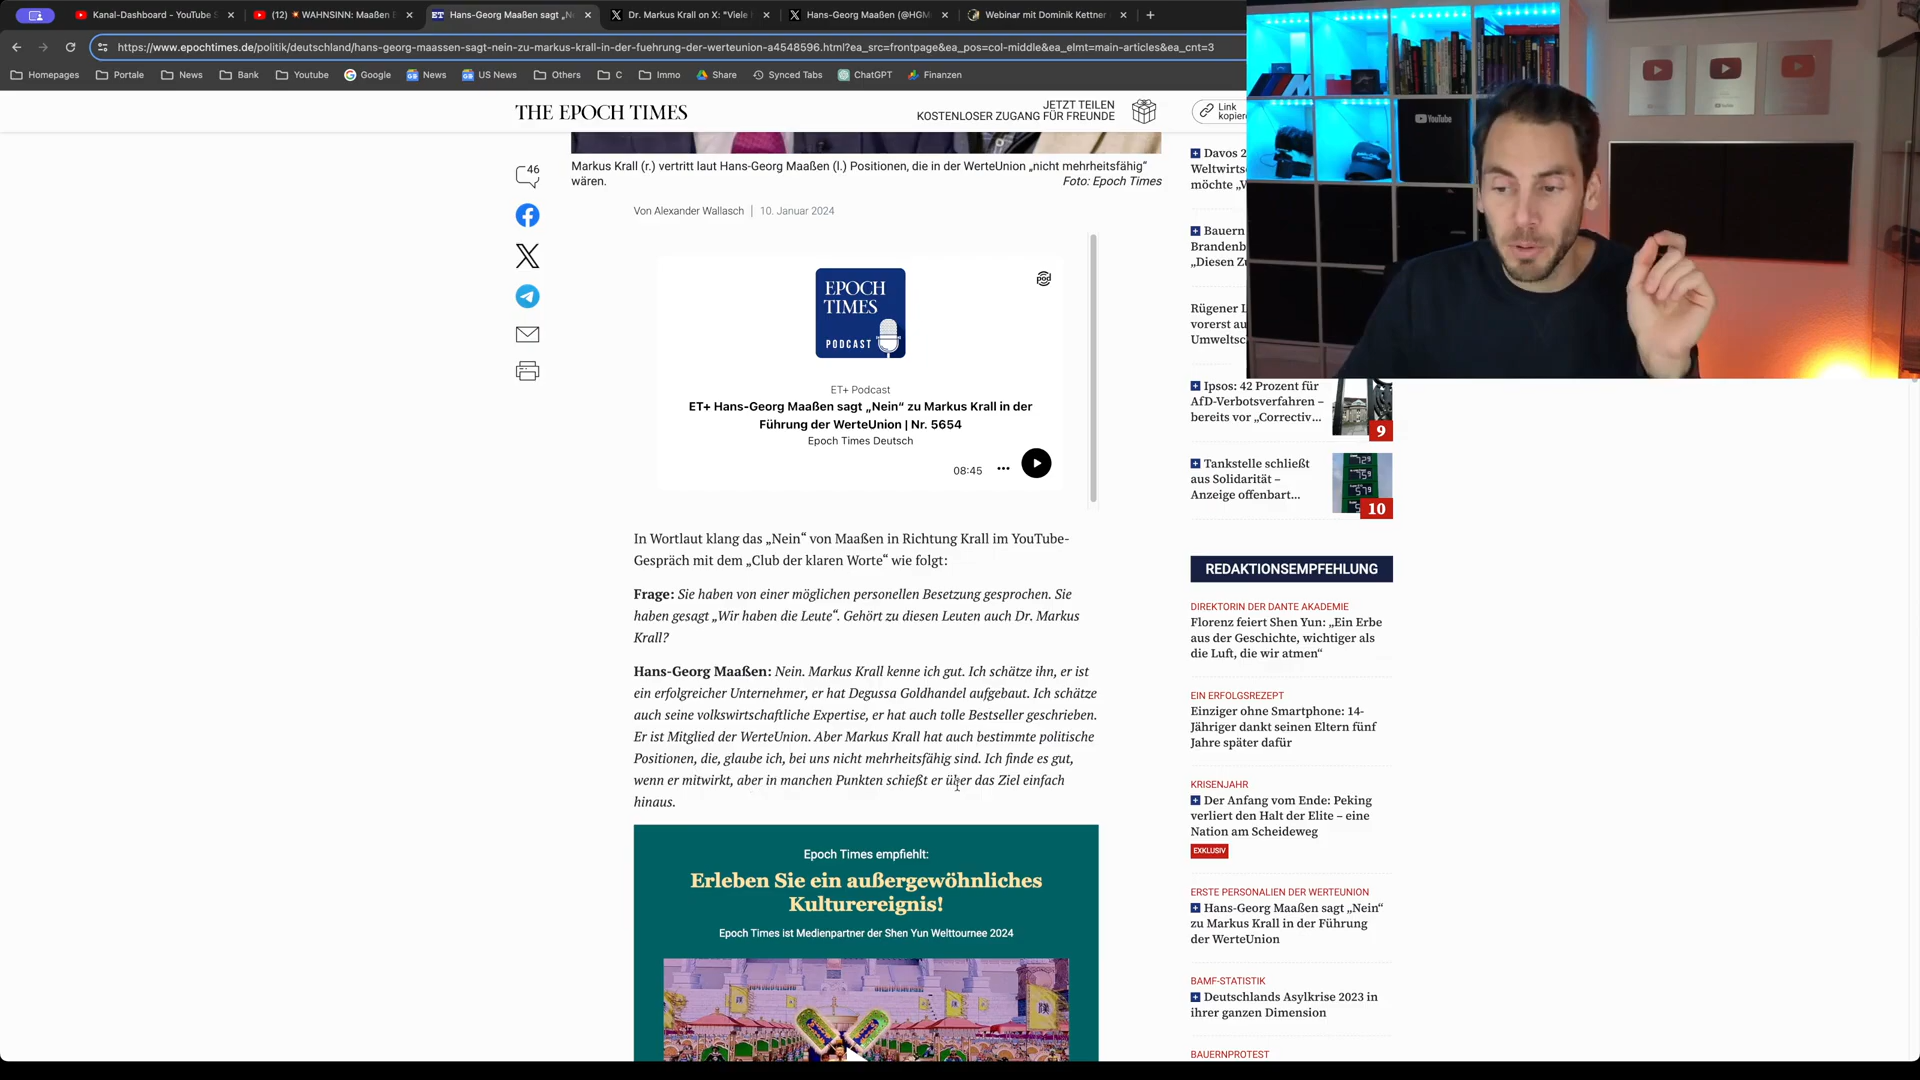 Kanal-Dashboard - YouTube S
(12) WAHNSINN: Maaßen E
Hans-Georg Maaßen sagt „Ne
Dr. Markus Krall on X: "Viele
Hans-Georg Maaßen (@HGM
Webinar mit Dominik Kettner
https://www.epochtimes.de/politik/deutschland/hans-georg-maassen-sagt-nein-zu-markus-krall-in-der-fuehrung-der-werteunion-a4548596.html?ea_src=frontpage&ea_pos=col-middle&ea_elmt=main-articles&ea_cnt=3
Homepages Portale News Bank Youtube Google News US News Others C Immo Share Synced Tabs ChatGPT Finanzen
THE EPOCH TIMES
JETZT TEILEN
KOSTENLOSER ZUGANG FÜR FREUNDE
Link
kopiere
46
Markus Krall (r.) vertritt laut Hans-Georg Maaßen (l.) Positionen, die in der WerteUnion „nicht mehrheitsfähig“
wären.
Foto: Epoch Times
Von Alexander Wallasch | 10. Januar 2024
EPOCH
TIMES
PODCAST
pod
ET+ Podcast
ET+ Hans-Georg Maaßen sagt „Nein“ zu Markus Krall in der
Führung der WerteUnion | Nr. 5654
Epoch Times Deutsch
08:45
In Wortlaut klang das „Nein“ von Maaßen in Richtung Krall im YouTube-
Gespräch mit dem „Club der klaren Worte“ wie folgt:
Frage: Sie haben von einer möglichen personellen Besetzung gesprochen. Sie
haben gesagt „Wir haben die Leute“. Gehört zu diesen Leuten auch Dr. Markus
Krall?
Hans-Georg Maaßen: Nein. Markus Krall kenne ich gut. Ich schätze ihn, er ist
ein erfolgreicher Unternehmer, er hat Degussa Goldhandel aufgebaut. Ich schätze
auch seine volkswirtschaftliche Expertise, er hat auch tolle Bestseller geschrieben.
Er ist Mitglied der WerteUnion. Aber Markus Krall hat auch bestimmte politische
Positionen, die, glaube ich, bei uns nicht mehrheitsfähig sind. Ich finde es gut,
wenn er mitwirkt, aber in manchen Punkten schießt er über das Ziel einfach
hinaus.
Epoch Times empfiehlt:
Erleben Sie ein außergewöhnliches
Kulturereignis!
Epoch Times ist Medienpartner der Shen Yun Welttournee 2024
Davos 2
Weltwirts
möchte „V
Bauern
Brandenb
„Diesen Zu
Rügener L
vorerst au
Umweltsc
Ipsos: 42 Prozent für
AfD-Verbotsverfahren –
bereits vor „Correctiv...
9
Tankstelle schließt
aus Solidarität –
Anzeige offenbart...
10
REDAKTIONSEMPFEHLUNG
DIREKTORIN DER DANTE AKADEMIE
Florenz feiert Shen Yun: „Ein Erbe
aus der Geschichte, wichtiger als
die Luft, die wir atmen“
EIN ERFOLGSREZEPT
Einziger ohne Smartphone: 14-
Jähriger dankt seinen Eltern fünf
Jahre später dafür
KRISENJAHR
Der Anfang vom Ende: Peking
verliert den Halt der Elite – eine
Nation am Scheideweg
EXKLUSIV
ERSTE PERSONALIEN DER WERTEUNION
Hans-Georg Maaßen sagt „Nein“
zu Markus Krall in der Führung
der WerteUnion
BAMF-STATISTIK
Deutschlands Asylkrise 2023 in
ihrer ganzen Dimension
BAUERNPROTEST
YouTube